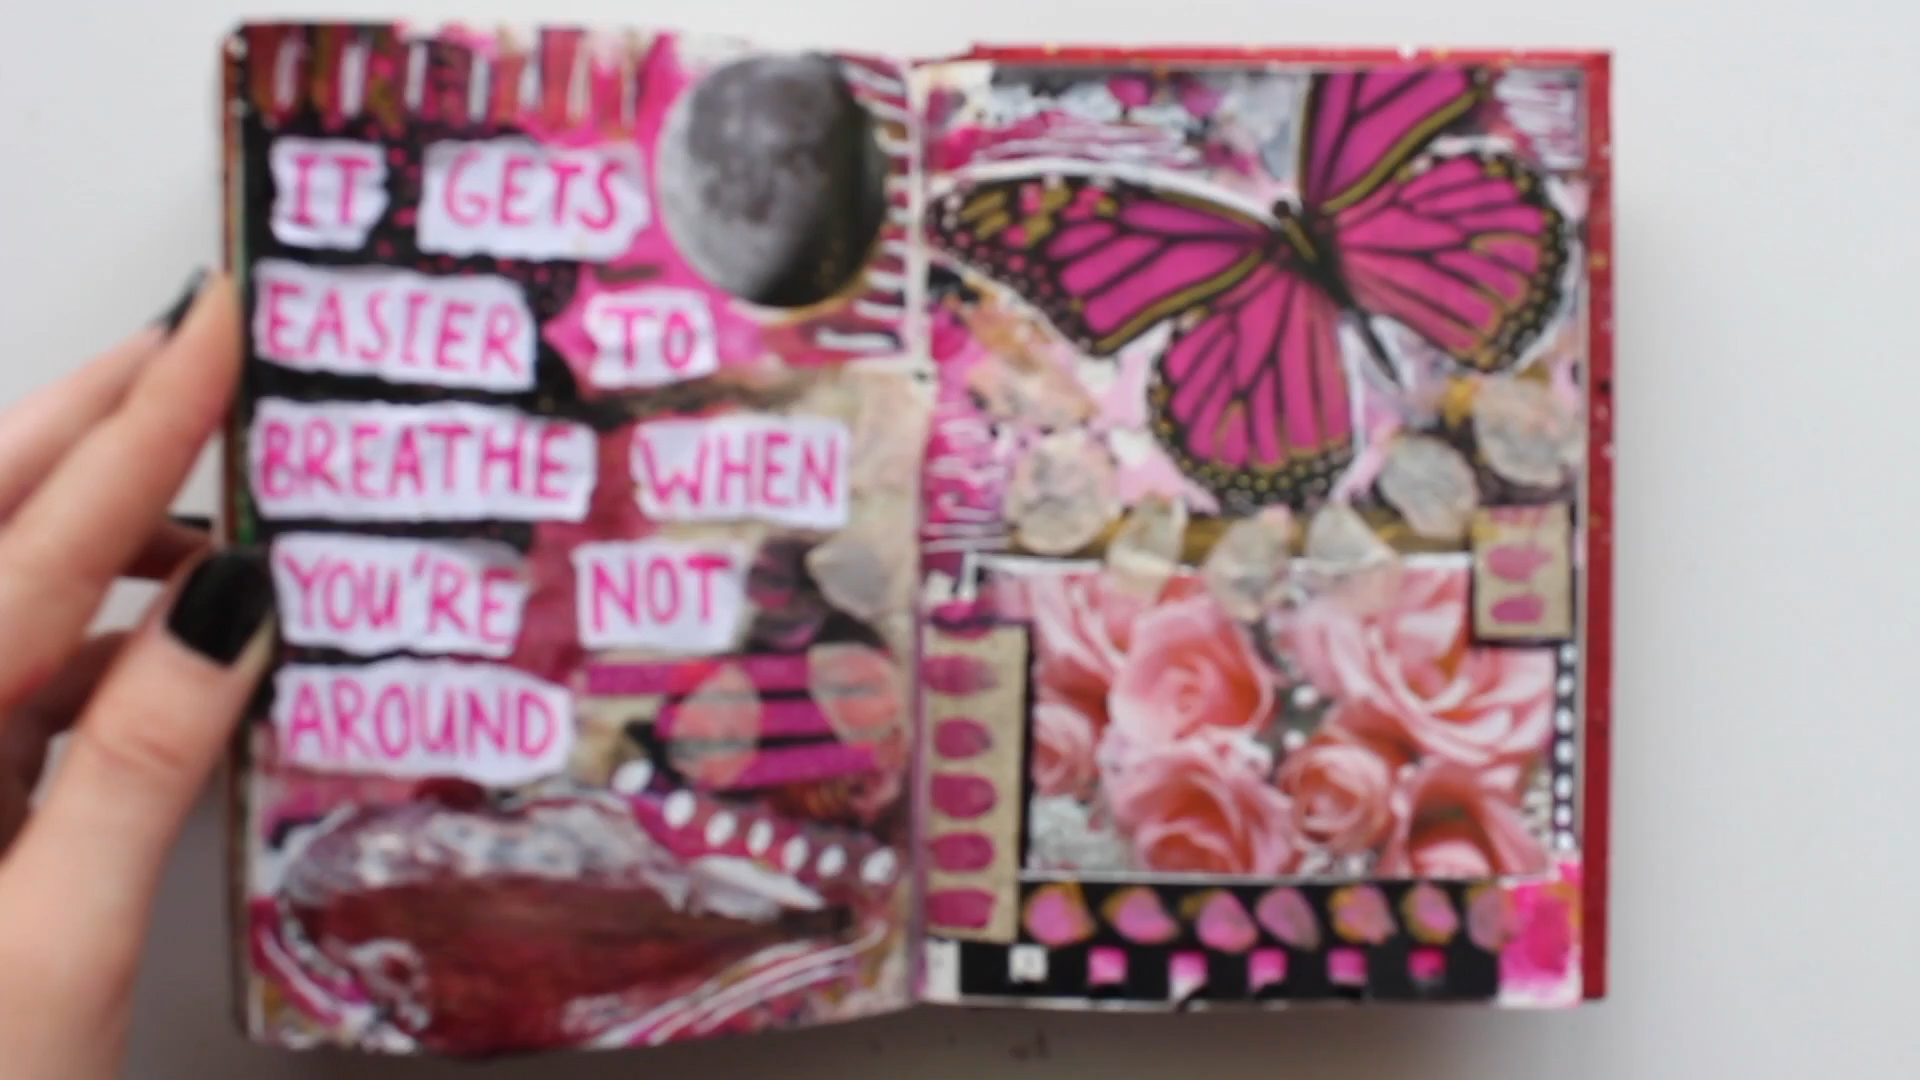 IT GETS
EASIER TO
BREATHE WHEN
YOU'RE NOT
AROUND